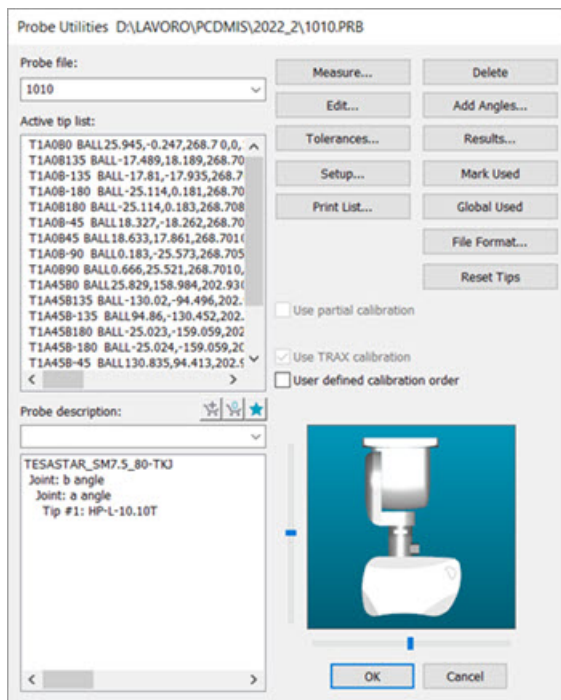 Probe Utilities D:\LAVORO\PCDMIS\2022_2\1010.PRB
Probe file:
1010
Active tip list:
T1A0B0 BALL25.945,-0.247,268.7 0,0,
T1A0B135 BALL-17.489,18.189,268.70
T1A0B-135 BALL-17.81,-17.935,268.7
T1A0B-180 BALL-25.114,0.181,268.70
T1A0B180 BALL-25.114,0.183,268.708
T1A0B-45 BALL18.327,-18.262,268.70
T1A0B45 BALL18.633,17.861,268.701(
T1A0B-90 BALL0.183,-25.573,268.705
T1A0B90 BALL0.666,25.521,268.7010,
T1A45B0 BALL25.829,158.984,202.930
T1A45B135 BALL-130.02,-94.496,202.
T1A45B-135 BALL94.86,-130.452,202.
T1A45B180 BALL-25.023,-159.059,202
T1A45B-180 BALL-25.024,-159.059,20
T1A45B-45 BALL130.835,94.413,202.9
Measure...
Delete
Edit...
Add Angles...
Tolerances...
Results...
Setup...
Mark Used
Print List...
Global Used
File Format...
Reset Tips
Use partial calibration
Use TRAX calibration
User defined calibration order
Probe description:
TESASTAR_SM7.5_80-TKJ
Joint: b angle
Joint: a angle
Tip #1: HP-L-10.10T
OK
Cancel